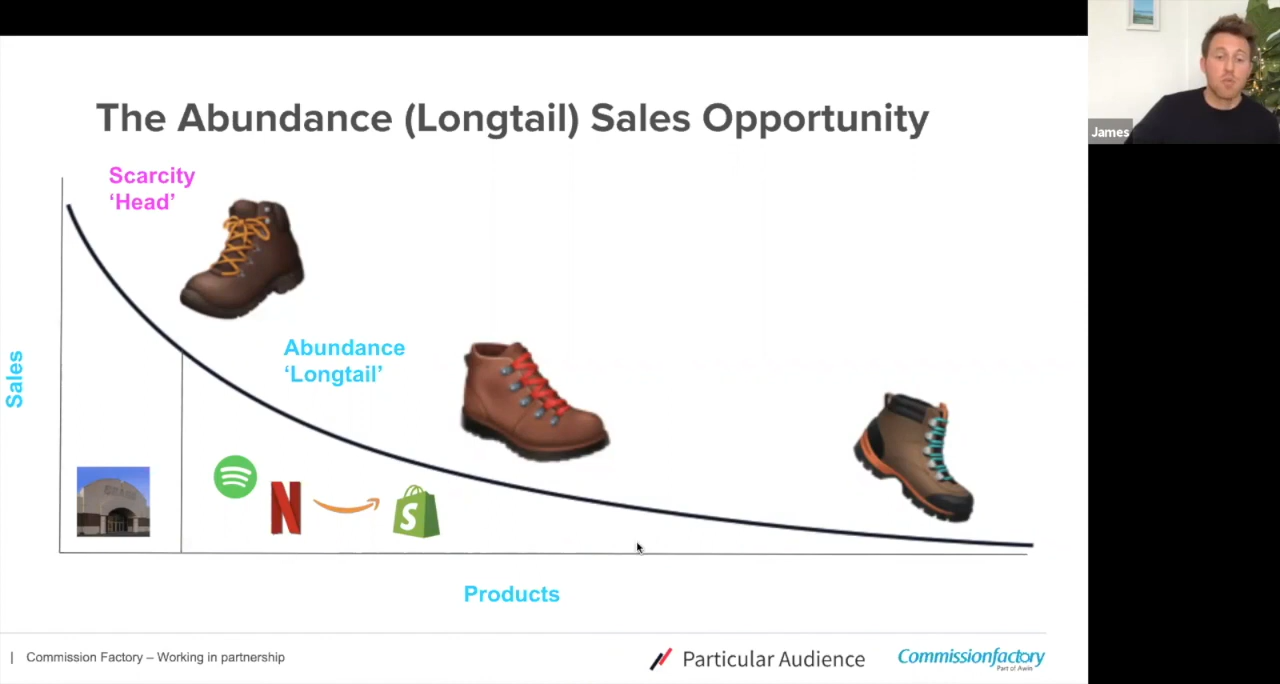 The Abundance (Longtail) Sales Opportunity
James
Scarcity
‘Head’
Abundance
‘Longtail’
Sales
N
S
Products
| Commission Factory – Working in partnership
Particular Audience
Commissionfactory
Part of Awin